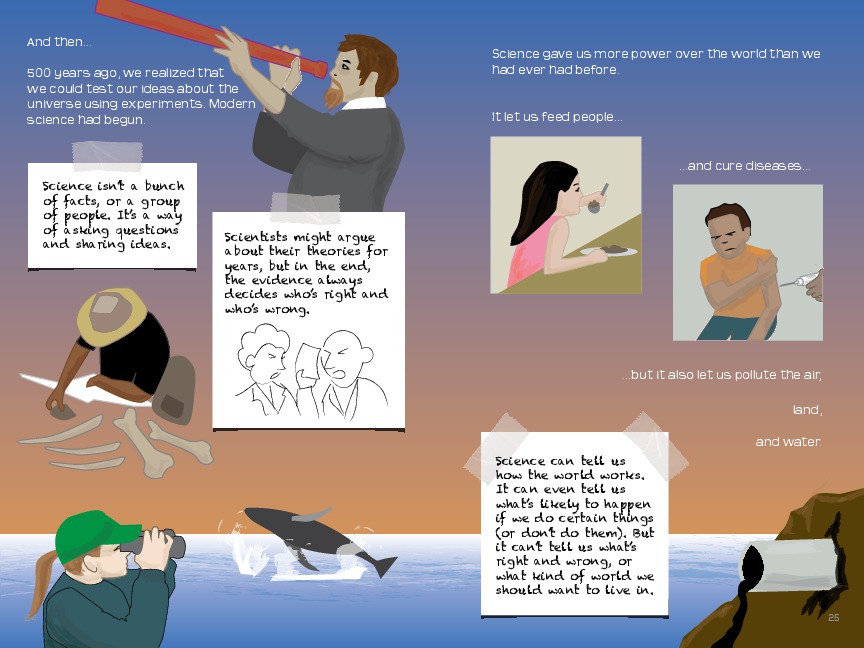 And then...
500 years ago, we realized that
we could test our ideas about the
universe using experiments. Modern
science had begun.
Science isn't a bunch
of facts, or a group
of people. It's a way
of asking questions
and sharing ideas.
Scientists might argue
about their theories for
years, but in the end,
the evidence always
decides who's right and
who's wrong.
Science gave us more power over the world than we
had ever had before.
It let us feed people...
...and cure diseases...
...but it also let us pollute the air,
land,
and water.
Science can tell us
how the world works.
It can even tell us
what's likely to happen
if we do certain things
(or don't do them). But
it can't tell us what's
right and wrong, or
what kind of world we
should want to live in.
25